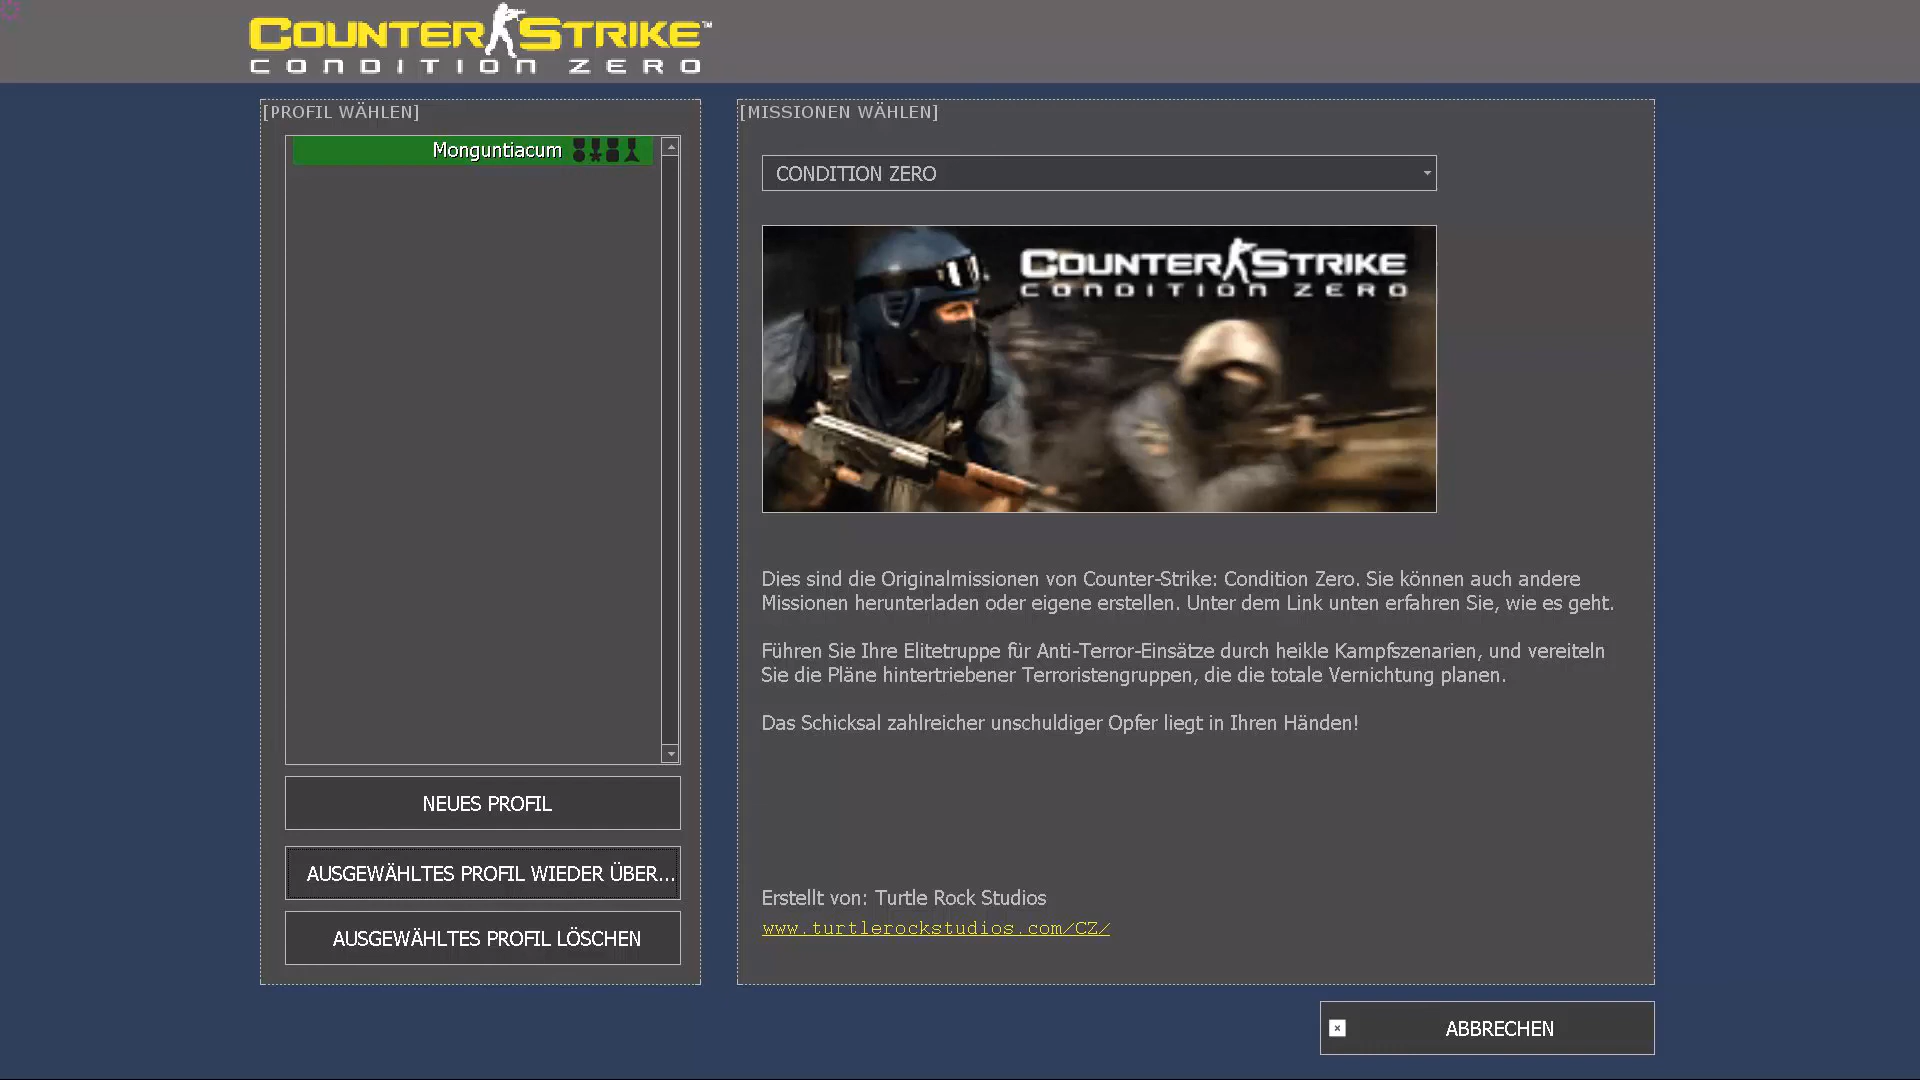 COUNTER STRIKE™
CONDITION ZERO
[PROFIL WÄHLEN]
Monguntiacum
NEUES PROFIL
AUSGEWÄHLTES PROFIL WIEDER ÜBER...
AUSGEWÄHLTES PROFIL LÖSCHEN
[MISSIONEN WÄHLEN]
CONDITION ZERO
COUNTER STRIKE
CONDITION ZERO
Dies sind die Originalmissionen von Counter-Strike: Condition Zero. Sie können auch andere
Missionen herunterladen oder eigene erstellen. Unter dem Link unten erfahren Sie, wie es geht.
Führen Sie Ihre Elitetruppe für Anti-Terror-Einsätze durch heikle Kampfszenarien, und vereiteln
Sie die Pläne hintertriebener Terroristengruppen, die die totale Vernichtung planen.
Das Schicksal zahlreicher unschuldiger Opfer liegt in Ihren Händen!
Erstellt von: Turtle Rock Studios
www.turtlerockstudios.com/CZ/
ABBRECHEN